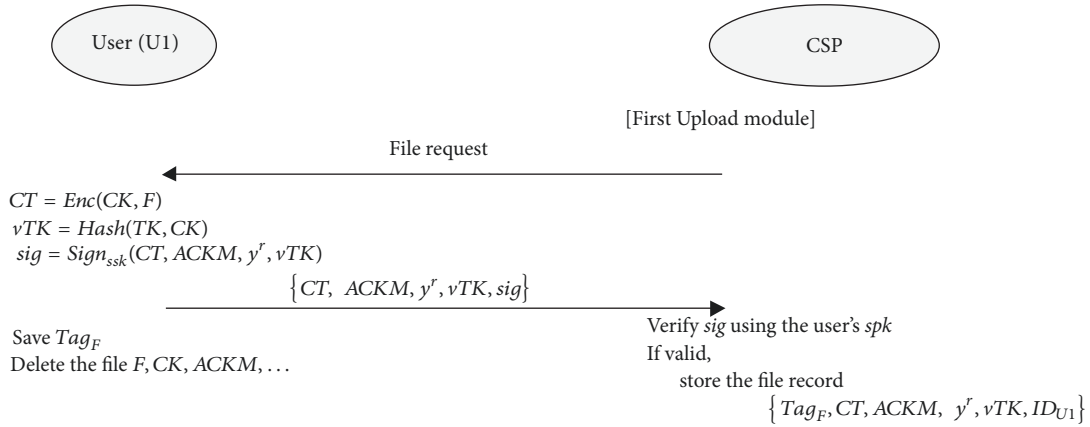 User (U1)
CSP
[First Upload module]
File request
CT = Enc(CK, F)
vTK = Hash(TK, CK)
sig = Sign_ssk(CT, ACKM, y^r, vTK)
{CT, ACKM, y^r, vTK, sig}
Save Tag_F
Delete the file F, CK, ACKM, ...
Verify sig using the user's spk
If valid,
store the file record
{Tag_F, CT, ACKM, y^r, vTK, ID_U1}